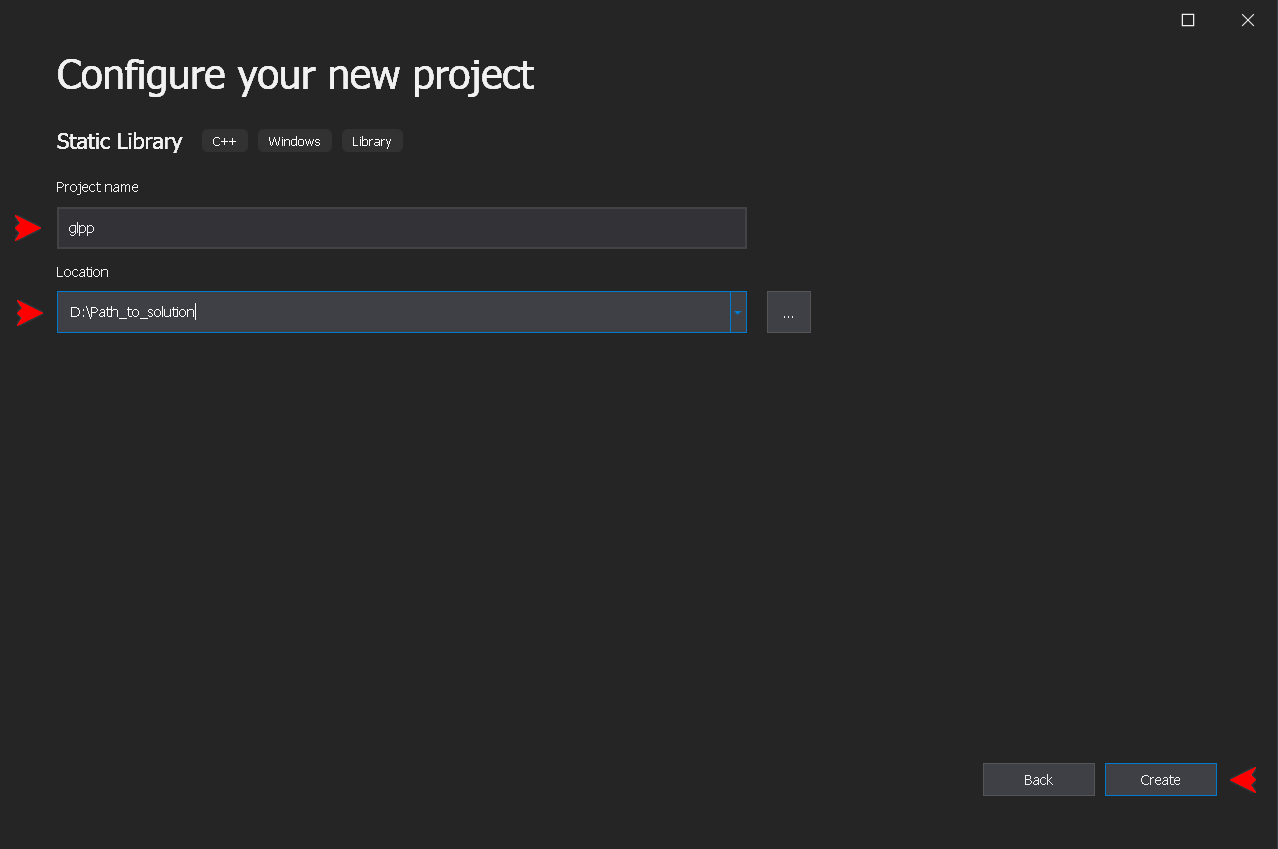 Configure your new project
Static Library C++ Windows Library
Project name
glpp
Location
D:\Path_to_solution
...
Back Create